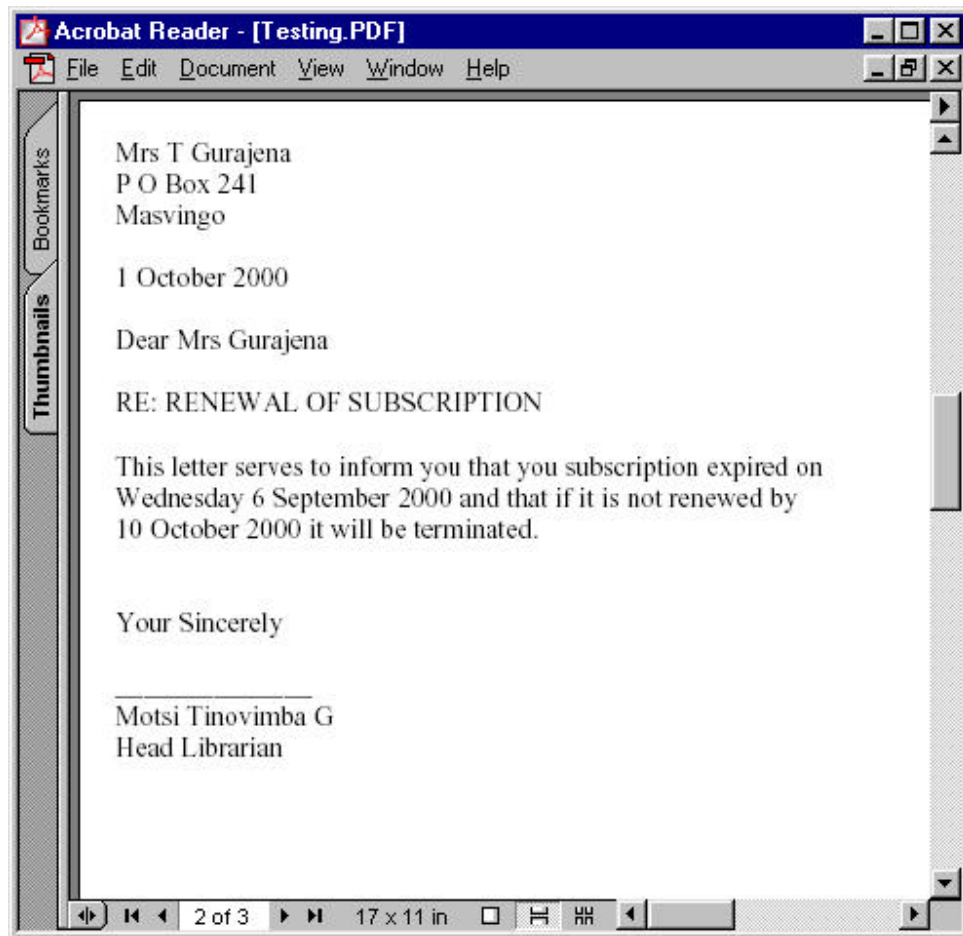 Acrobat Reader - [Testing.PDF]
File Edit Document View Window Help
Bookmarks
Thumbnails
Mrs T Gurajena
P O Box 241
Masvingo
1 October 2000
Dear Mrs Gurajena
RE: RENEWAL OF SUBSCRIPTION
This letter serves to inform you that you subscription expired on
Wednesday 6 September 2000 and that if it is not renewed by
10 October 2000 it will be terminated.
Your Sincerely
Motsi Tinovimba G
Head Librarian
2 of 3 17 x 11 in